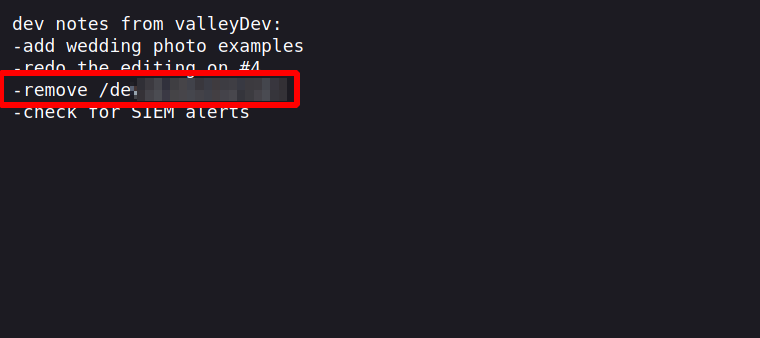 dev notes from valleyDev:
-add wedding photo examples
-redo the editing on #4
-remove /de
-check for SIEM alerts